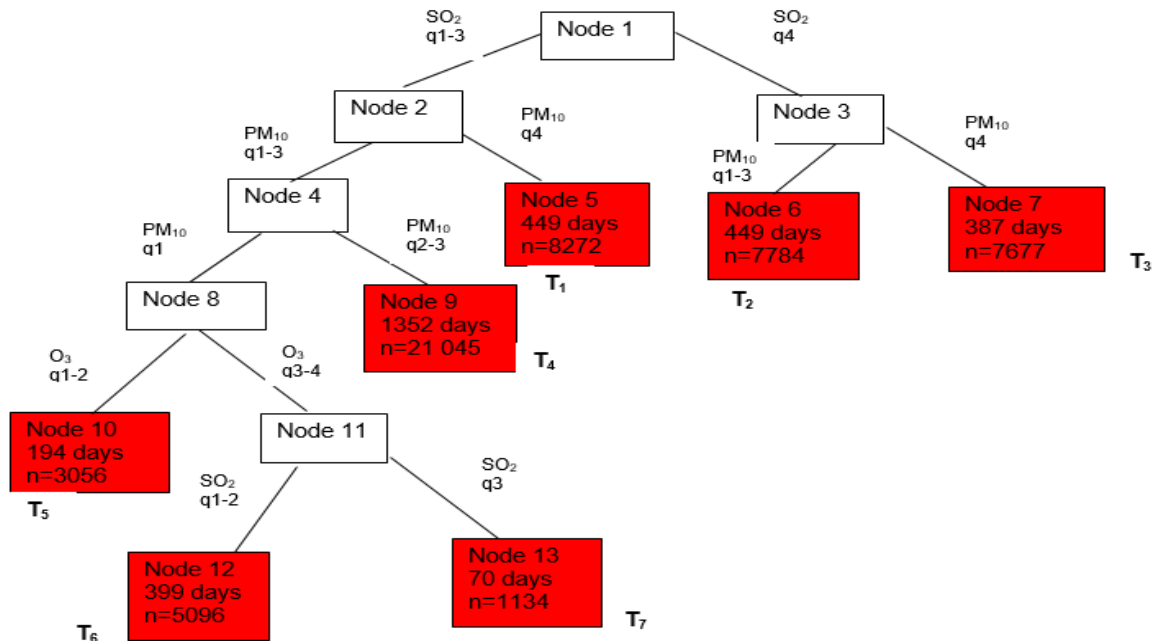 SO₂
q1-3
Node 1
SO₂
q4
Node 2
Node 3
PM₁₀
q1-3
PM₁₀
q4
PM₁₀
q1-3
PM₁₀
q4
Node 4
Node 5
449 days
n=8272
T₁
Node 6
449 days
n=7784
T₂
Node 7
387 days
n=7677
T₃
PM₁₀
q1
PM₁₀
q2-3
Node 8
Node 9
1352 days
n=21 045
T₄
O₃
q1-2
O₃
q3-4
Node 10
194 days
n=3056
T₅
Node 11
SO₂
q1-2
SO₂
q3
Node 12
399 days
n=5096
T₆
Node 13
70 days
n=1134
T₇